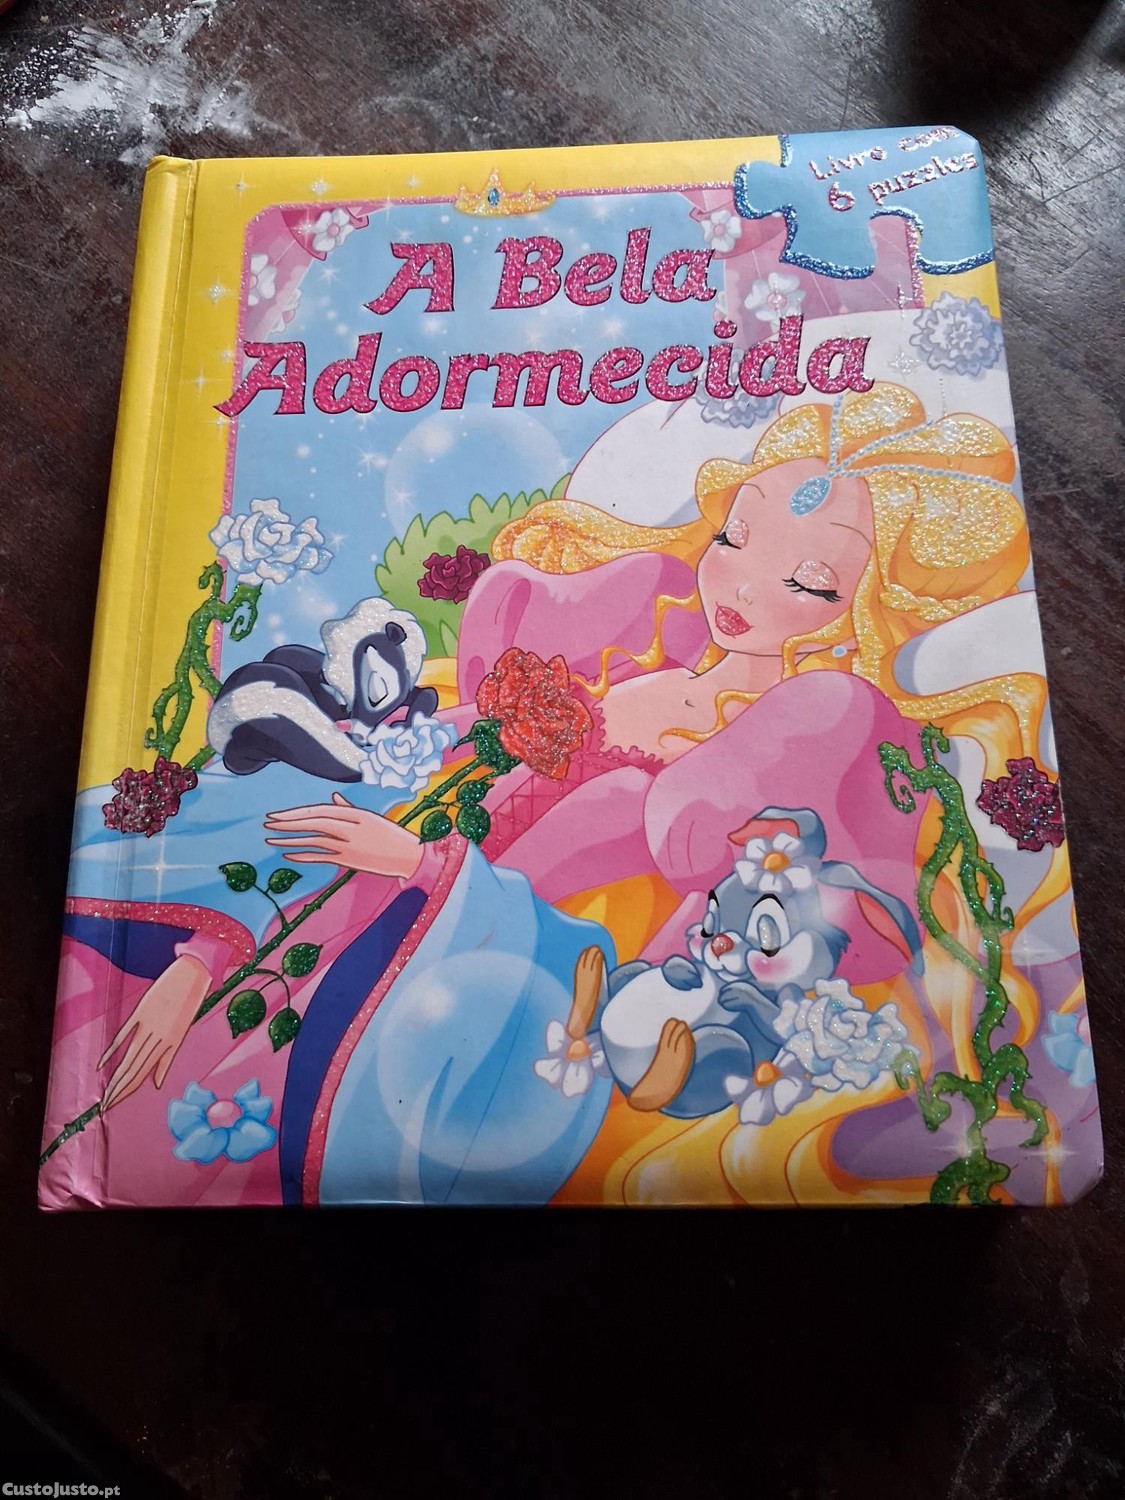 Livro com
6 puzzles
A Bela
Adormecida
CustoJusto.pt